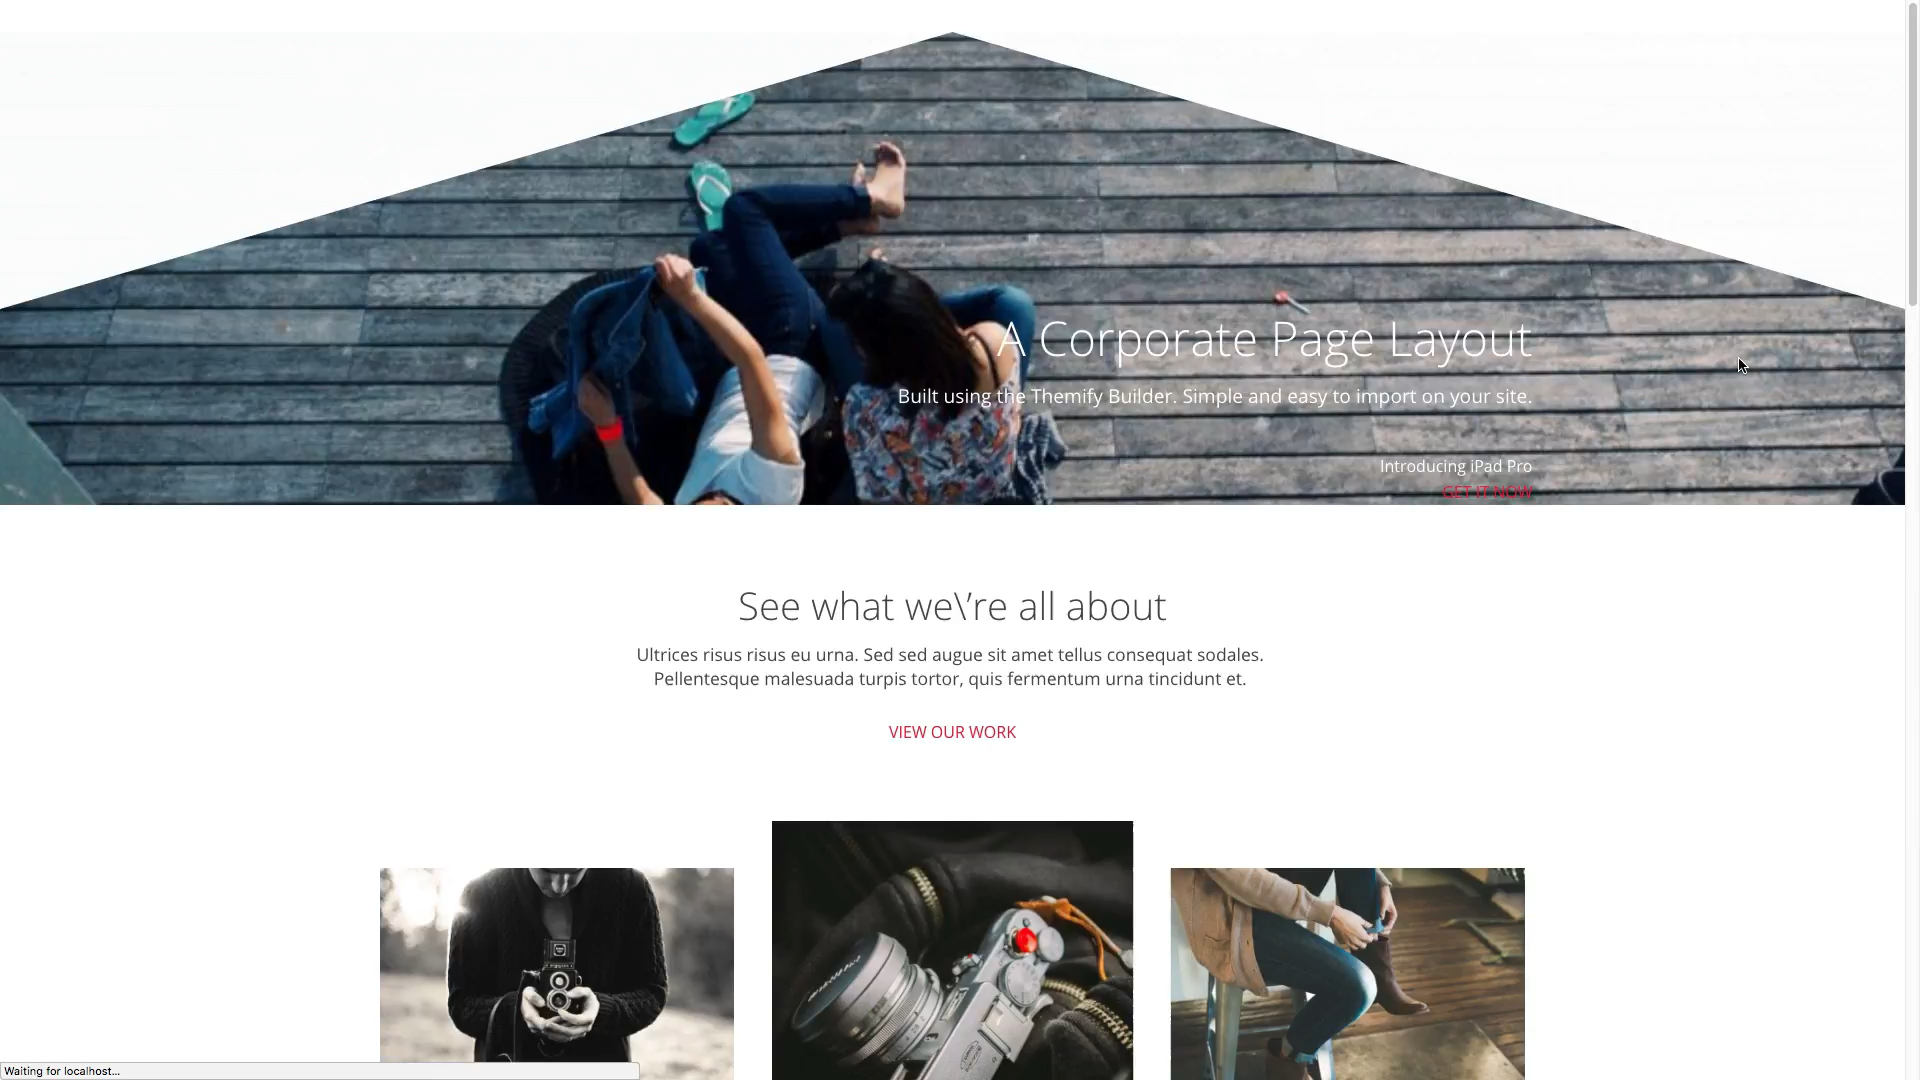 A Corporate Page Layout
Built using the Themify Builder. Simple and easy to import on your site.
Introducing iPad Pro
GET IT NOW
See what we\’re all about
Ultrices risus risus eu urna. Sed sed augue sit amet tellus consequat sodales.
Pellentesque malesuada turpis tortor, quis fermentum urna tincidunt et.
VIEW OUR WORK
Waiting for localhost...